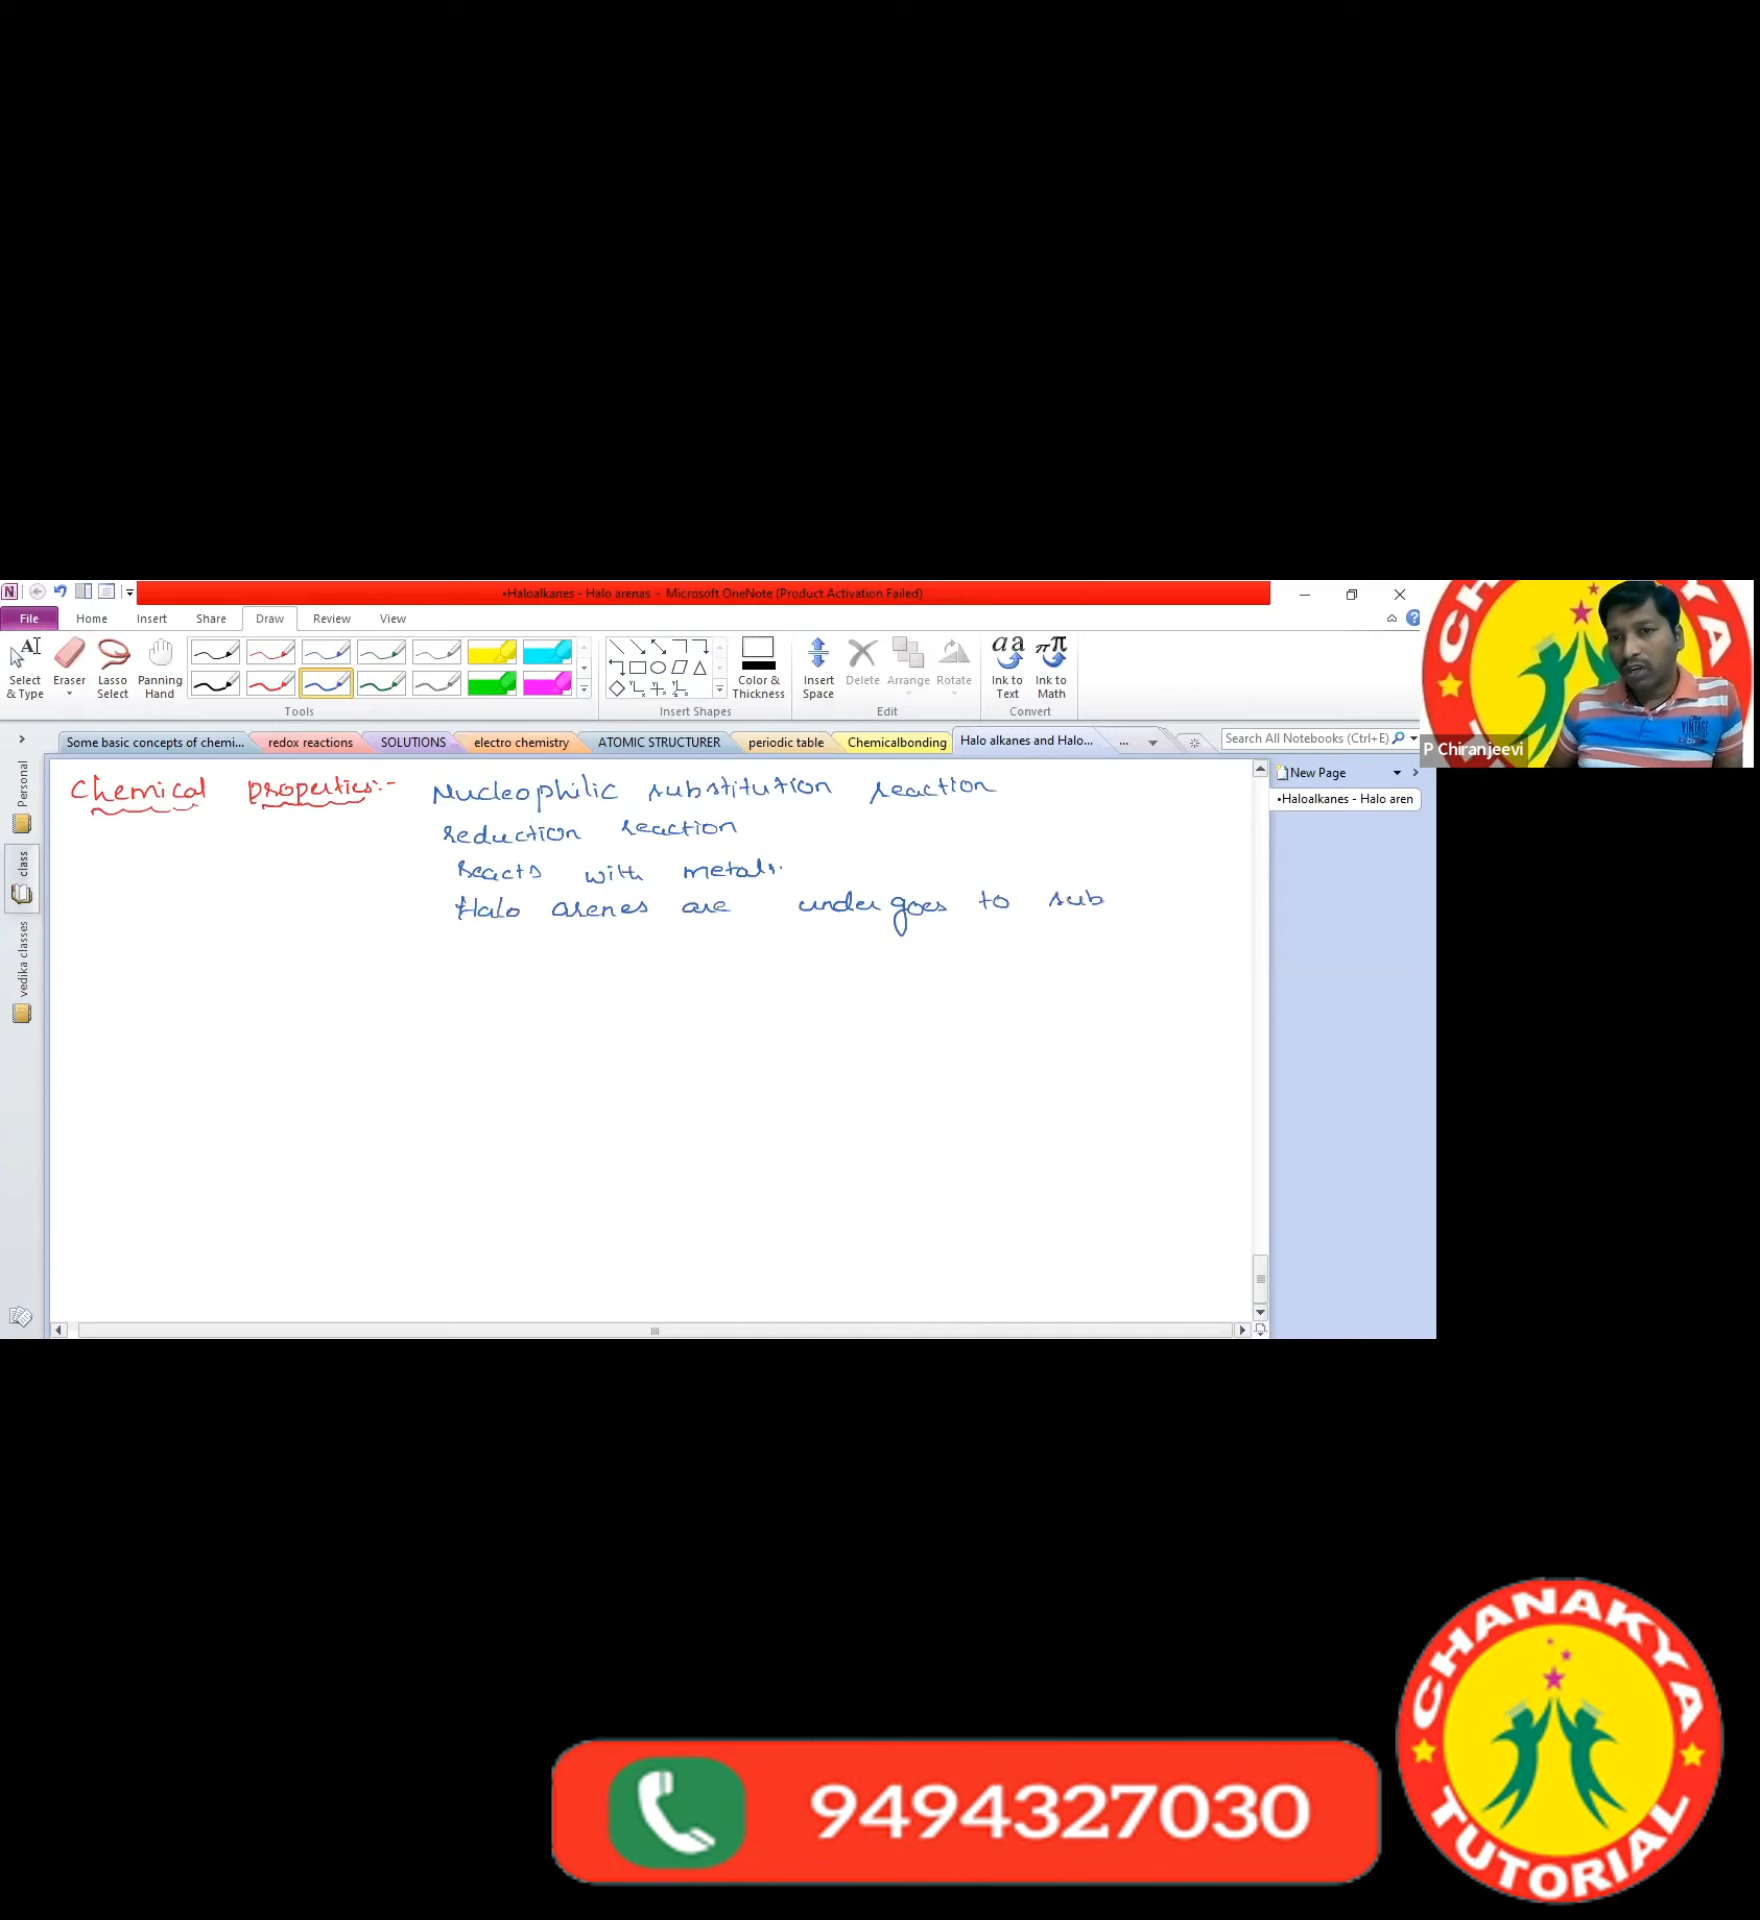 •Haloalkanes - Halo arenas - Microsoft OneNote (Product Activation Failed)
File Home Insert Share Draw Review View
Select & Type
Eraser
Lasso Select
Panning Hand
Color & Thickness
Insert Space
Delete
Arrange
Rotate
Ink to Text
Ink to Math
Tools
Insert Shapes
Edit
Convert
Some basic concepts of chemi... redox reactions SOLUTIONS electro chemistry ATOMIC STRUCTURER periodic table Chemicalbonding Halo alkanes and Halo... ...
Search All Notebooks (Ctrl+E)
P Chiranjeevi
New Page
•Haloalkanes - Halo aren
Personal
class
vedika classes
Chemical properties:- Nucleophilic substitution reaction
reduction reaction
Reacts with metals.
Halo arenes are undergoes to sub
9494327030
CHANAKYA
TUTORIAL